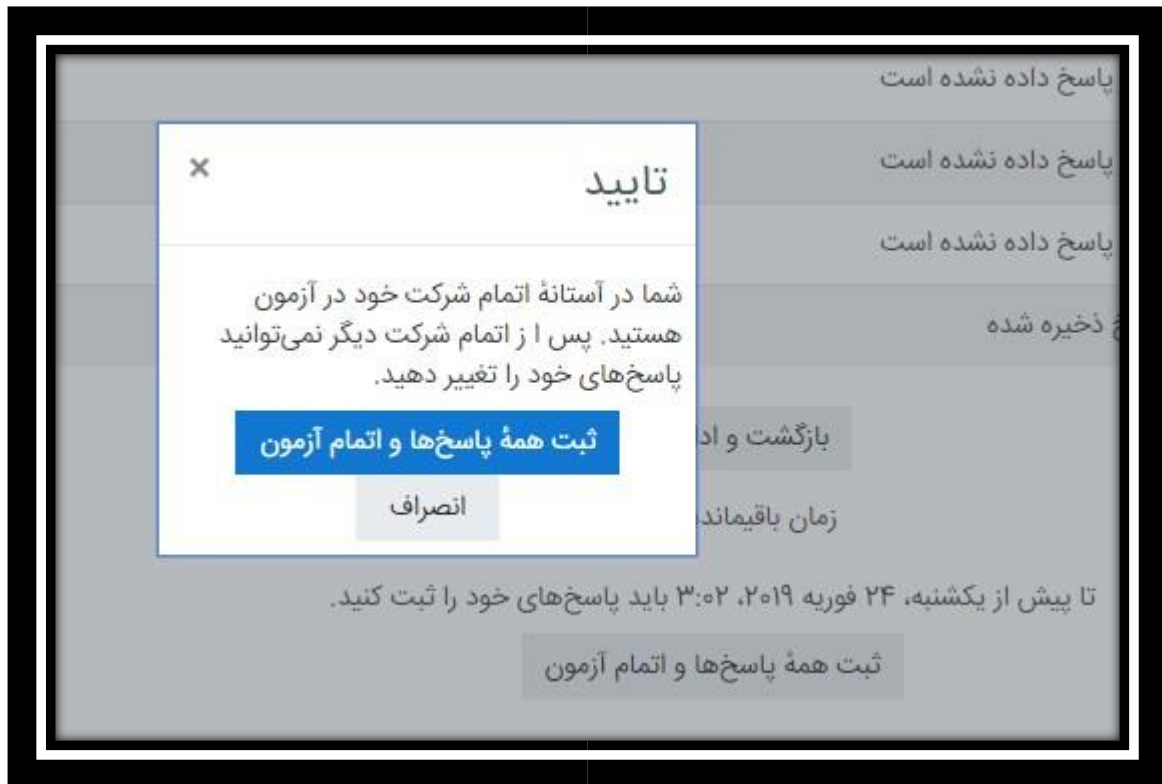 پاسخ داده نشده است
پاسخ داده نشده است
پاسخ داده نشده است
ذخیره شده
تایید
×
شما در آستانهٔ اتمام شرکت خود در آزمون
هستید. پس ا ز اتمام شرکت دیگر نمی‌توانید
پاسخ‌های خود را تغییر دهید.
ثبت همهٔ پاسخ‌ها و اتمام آزمون
انصراف
بازگشت و
زمان
تا پیش از یکشنبه، ۲۴ فوریه ۲۰۱۹، ۳:۰۲ باید پاسخ‌های خود را ثبت کنید.
ثبت همهٔ پاسخ‌ها و اتمام آزمون